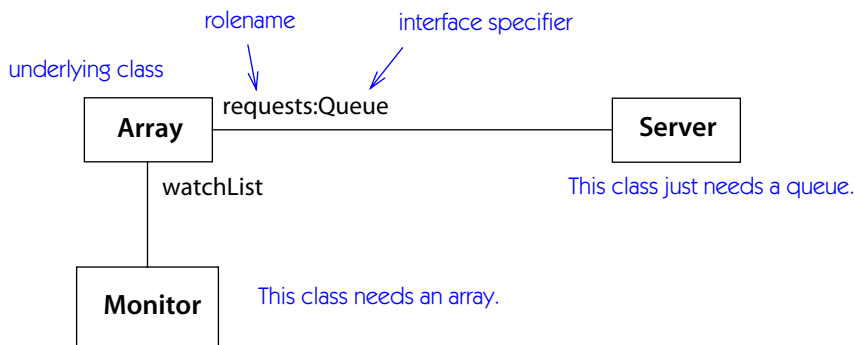 rolename
interface specifier
underlying class
requests:Queue
Array
Server
watchList
This class just needs a queue.
Monitor
This class needs an array.